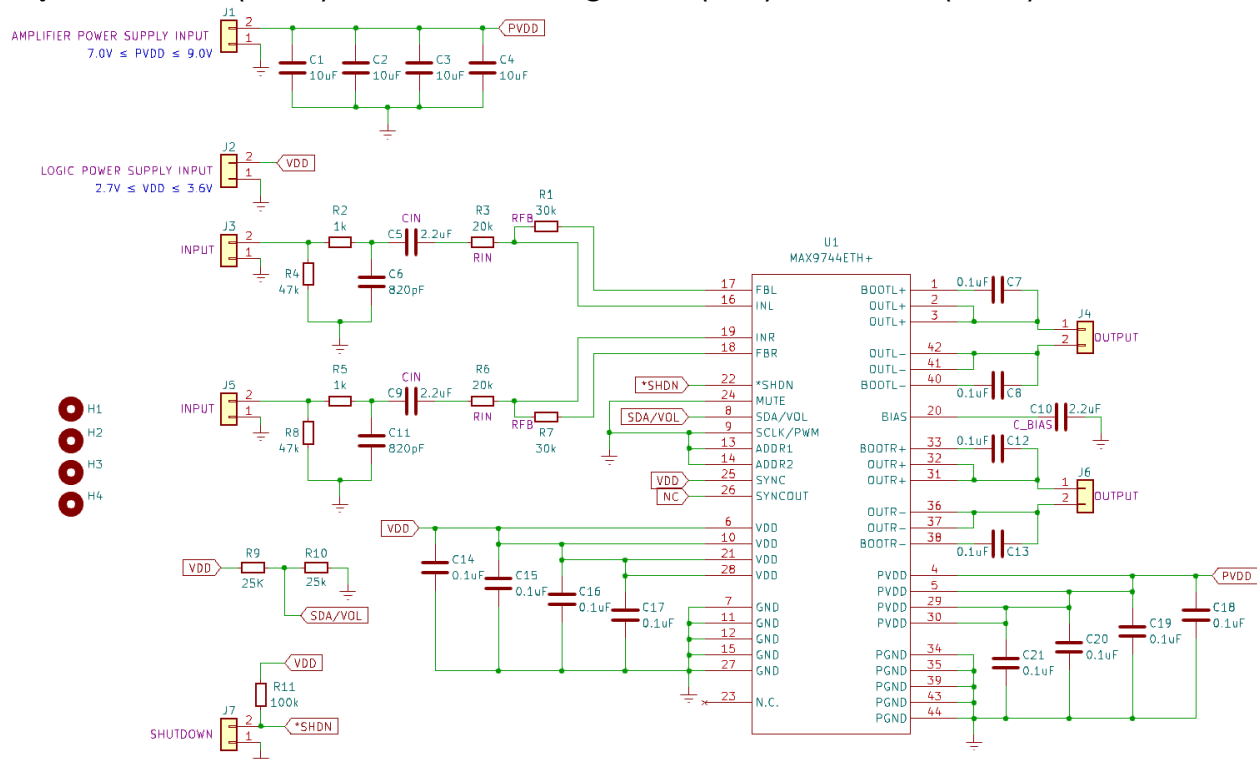 J1
AMPLIFIER POWER SUPPLY INPUT
7.0V ≤ PVDD ≤ 9.0V
2
1
PVDD
C1
10uF
C2
10uF
C3
10uF
C4
10uF
J2
LOGIC POWER SUPPLY INPUT
2.7V ≤ VDD ≤ 3.6V
2
1
VDD
J3
INPUT
2
1
R2
1k
R4
47k
CIN
C5
2.2uF
C6
820pF
R3
20k
RIN
R1
30k
RFB
J5
INPUT
2
1
R5
1k
R8
47k
CIN
C9
2.2uF
C11
820pF
R6
20k
RIN
RFB
R7
30k
H1
H2
H3
H4
U1
MAX9744ETH+
17 FBL
16 INL
19 INR
18 FBR
*SHDN 22 *SHDN
24 MUTE
SDA/VOL 8 SDA/VOL
9 SCLK/PWM
13 ADDR1
14 ADDR2
VDD 25 SYNC
NC 26 SYNCOUT
VDD 6 VDD
10 VDD
21 VDD
28 VDD
7 GND
11 GND
12 GND
15 GND
27 GND
23 N.C.
C14
0.1uF
C15
0.1uF
C16
0.1uF
C17
0.1uF
BOOTL+ 1
OUTL+ 2
OUTL+ 3
OUTL- 42
OUTL- 41
BOOTL- 40
BIAS 20
BOOTR+ 33
OUTR+ 32
OUTR+ 31
OUTR- 36
OUTR- 37
BOOTR- 38
PVDD 4
PVDD 5
PVDD 29
PVDD 30
PGND 34
PGND 35
PGND 39
PGND 43
PGND 44
0.1uF C7
J4
1
2
OUTPUT
0.1uF C8
C10 2.2uF
C_BIAS
0.1uF C12
J6
1
2
OUTPUT
0.1uF C13
PVDD
C18
0.1uF
C19
0.1uF
C20
0.1uF
C21
0.1uF
VDD
R9
25K
R10
25k
SDA/VOL
VDD
R11
100k
J7
SHUTDOWN
2
1
*SHDN